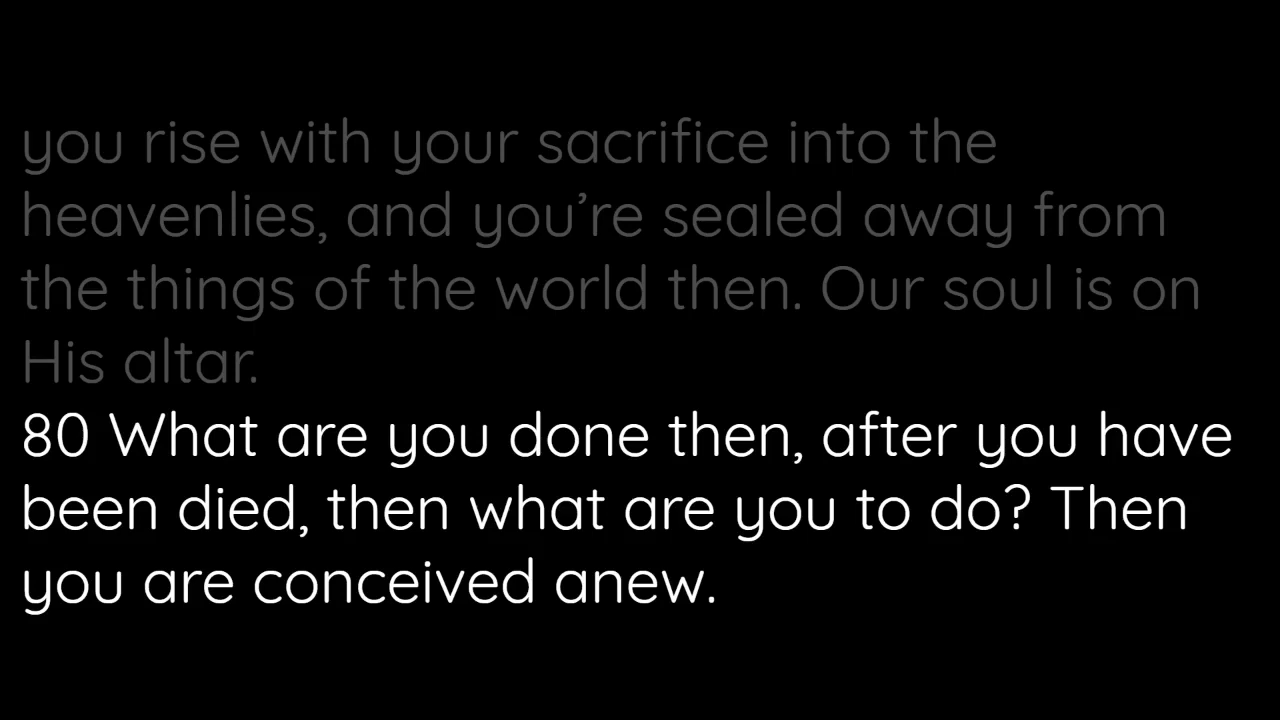 you rise with your sacrifice into the
heavenlies, and you’re sealed away from
the things of the world then. Our soul is on
His altar.
80 What are you done then, after you have
been died, then what are you to do? Then
you are conceived anew.